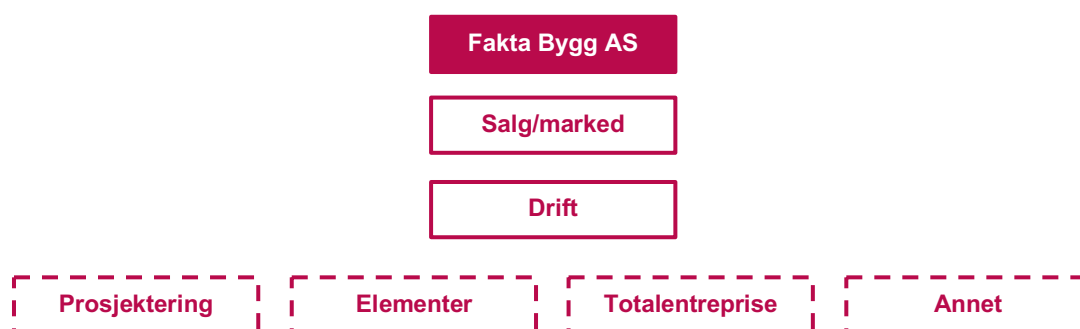 Fakta Bygg AS
Salg/marked
Drift
Prosjektering
Elementer
Totalentreprise
Annet